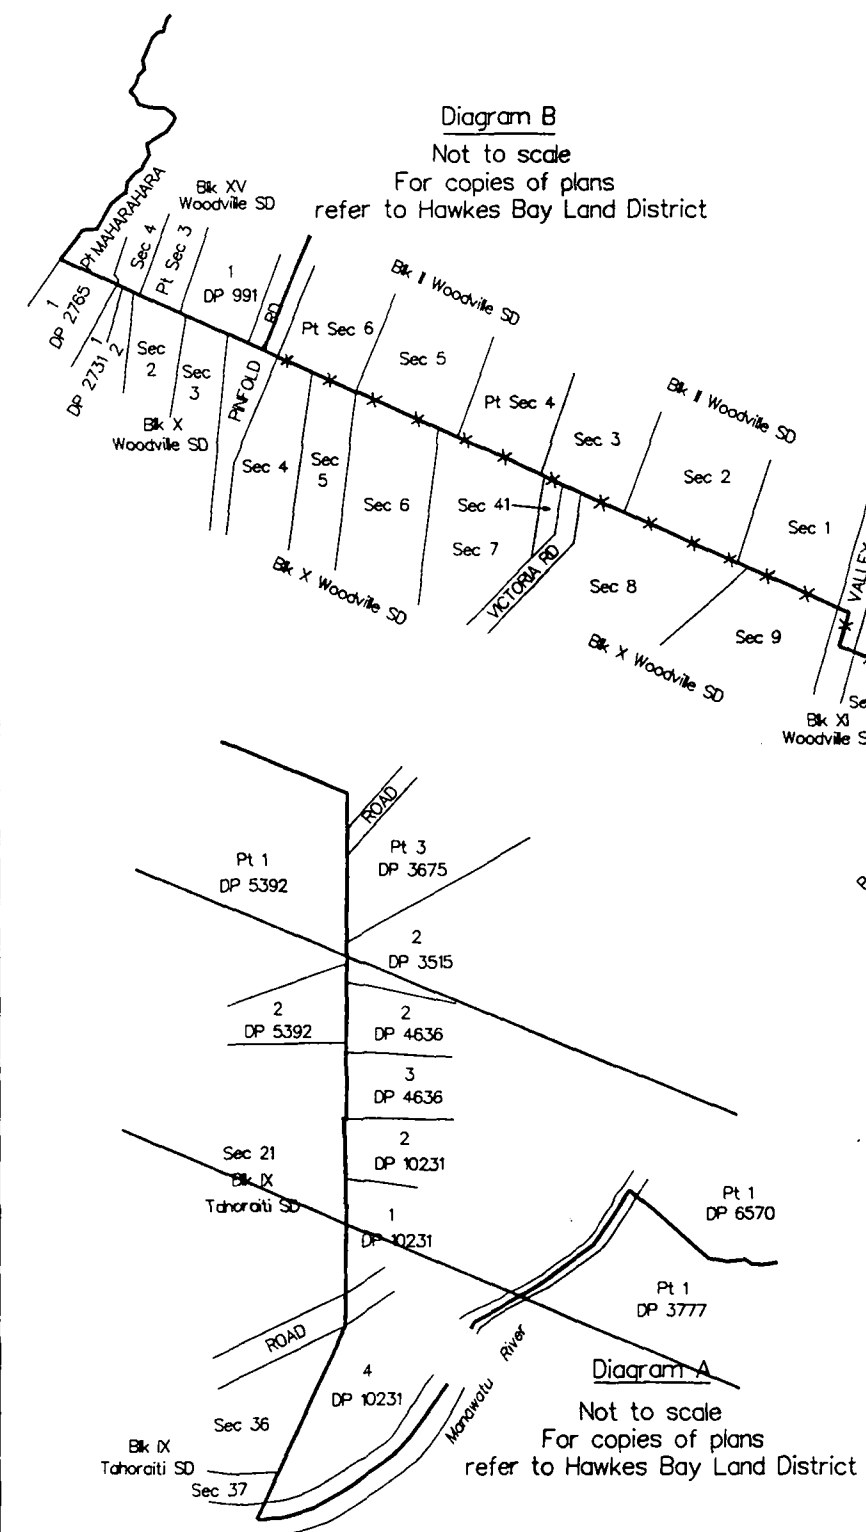 Diagram B
Not to scale
For copies of plans
refer to Hawkes Bay Land District
Pt MAHARAHARA
Sec 4
Pt Sec 3
Blk XV
Woodville SD
1
DP 991
RD
Pt Sec 6
Blk II Woodville SD
Sec 5
Pt Sec 4
Sec 3
Blk II Woodville SD
Sec 2
Sec 1
VALLEY
1
DP 2765
1
2
DP 2731
Sec
2
Sec
3
Blk X
Woodville SD
PINFOLD
Sec 4
Sec
5
Sec 6
Blk X Woodville SD
Sec 41
Sec 7
VICTORIA RD
Sec 8
Blk X Woodville SD
Sec 9
Se
Blk XI
Woodville S
ROAD
Pt 1
DP 5392
Pt 3
DP 3675
2
DP 3515
2
DP 5392
2
DP 4636
3
DP 4636
Sec 21
Blk IX
Tahoraiti SD
2
DP 10231
1
DP 10231
Pt 1
DP 6570
Pt 1
DP 3777
ROAD
4
DP 10231
Manawatu River
Sec 36
Blk IX
Tahoraiti SD
Sec 37
Diagram A
Not to scale
For copies of plans
refer to Hawkes Bay Land District